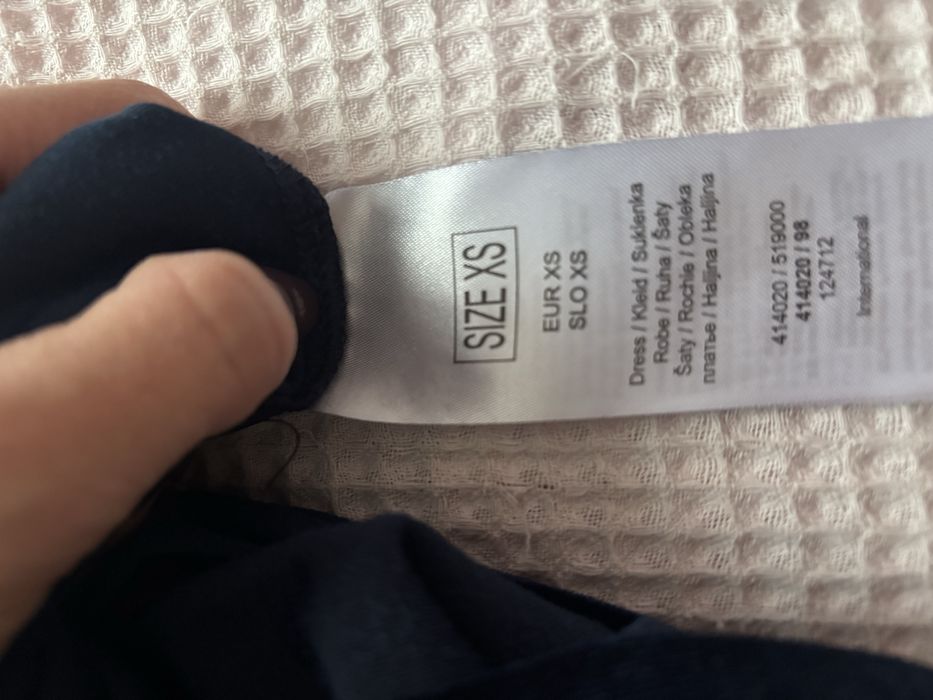 SIZE XS
EUR XS
SLO XS
Dress / Kleid / Sukienka
Robe / Ruha / Šaty
Šaty / Rochie / Obleka
платье / Haljina / Haljina
414020 / 519000
414020 / 98
124712
International